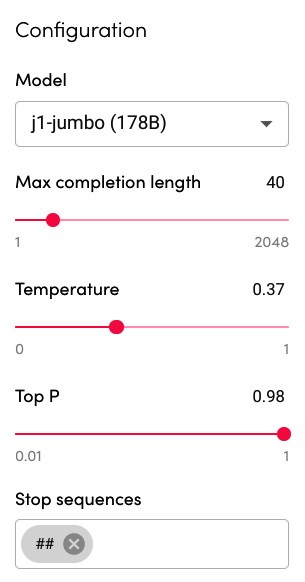 Configuration
Model
j1-jumbo (178B)
Max completion length 40
1 2048
Temperature 0.37
0 1
Top P 0.98
0.01 1
Stop sequences
##